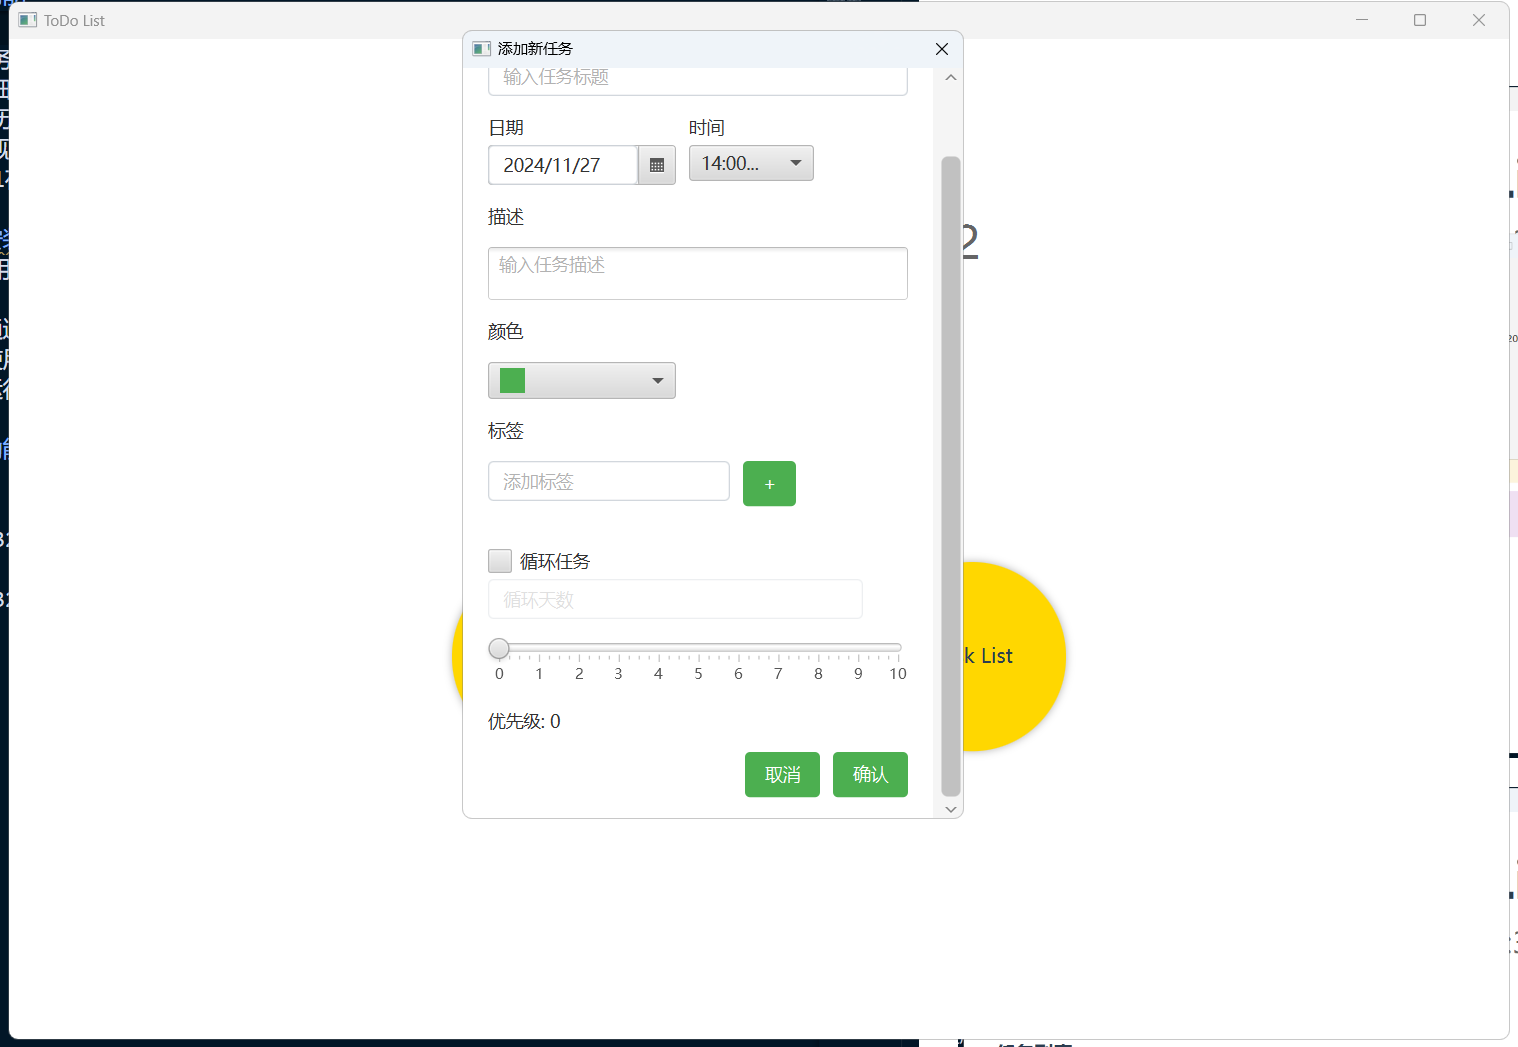 ToDo List
添加新任务
输入任务标题
日期 时间
2024/11/27 14:00...
描述
输入任务描述
颜色
标签
添加标签 +
循环任务
循环天数
k List
0 1 2 3 4 5 6 7 8 9 10
优先级: 0
取消 确认
2